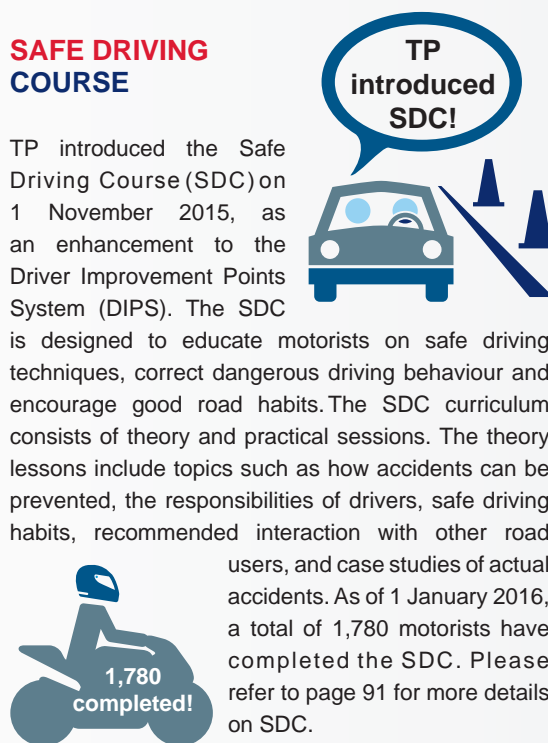 SAFE DRIVING
COURSE
TP
introduced
SDC!
TP introduced the Safe
Driving Course (SDC) on
1 November 2015, as
an enhancement to the
Driver Improvement Points
System (DIPS). The SDC
is designed to educate motorists on safe driving
techniques, correct dangerous driving behaviour and
encourage good road habits. The SDC curriculum
consists of theory and practical sessions. The theory
lessons include topics such as how accidents can be
prevented, the responsibilities of drivers, safe driving
habits, recommended interaction with other road
users, and case studies of actual
accidents. As of 1 January 2016,
a total of 1,780 motorists have
completed the SDC. Please
refer to page 91 for more details
on SDC.
1,780
completed!